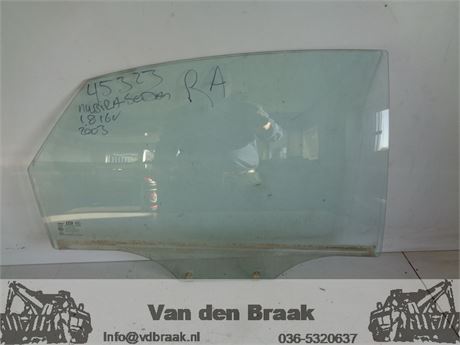 45323
RA
NUBIRA SEDAN
1.8 16V
2003
Van den Braak
Info@vdbraak.nl
036-5320637